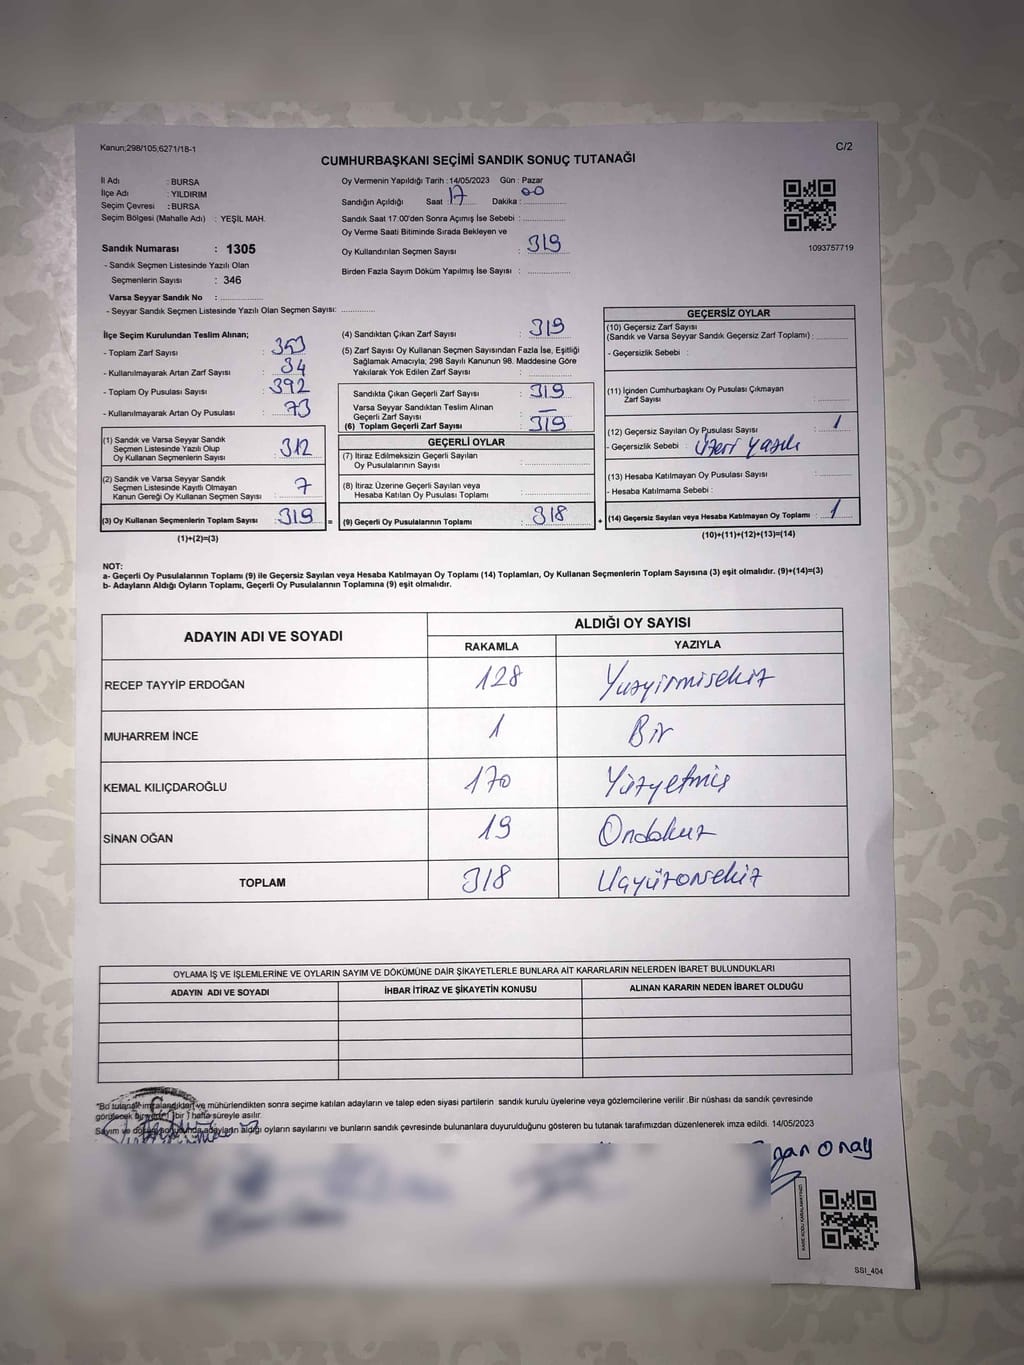 Kanun;298/105;6271/18-1
C/2
CUMHURBAŞKANI SEÇİMİ SANDIK SONUÇ TUTANAĞI
İl Adı : BURSA
İlçe Adı : YILDIRIM
Seçim Çevresi : BURSA
Seçim Bölgesi (Mahalle Adı) : YEŞİL MAH.
Sandık Numarası : 1305
- Sandık Seçmen Listesinde Yazılı Olan
Seçmenlerin Sayısı : 346
Varsa Seyyar Sandık No : ..............
- Seyyar Sandık Seçmen Listesinde Yazılı Olan Seçmen Sayısı: ..............
Oy Vermenin Yapıldığı Tarih : 14/05/2023 Gün : Pazar
Sandığın Açıldığı Saat 17 Dakika : 00
Sandık Saat 17.00'den Sonra Açımış İse Sebebi : ..............
Oy Verme Saati Bitiminde Sırada Bekleyen ve
Oy Kullandırılan Seçmen Sayısı : 319
Birden Fazla Sayım Döküm Yapılmış İse Sayısı : ..............
1093757719
İlçe Seçim Kurulundan Teslim Alınan;
- Toplam Zarf Sayısı : 353
- Kullanılmayarak Artan Zarf Sayısı : 34
- Toplam Oy Pusulası Sayısı : 392
- Kullanılmayarak Artan Oy Pusulası : 73
(1) Sandık ve Varsa Seyyar Sandık
Seçmen Listesinde Yazılı Olup
Oy Kullanan Seçmenlerin Sayısı : 312
(2) Sandık ve Varsa Seyyar Sandık
Seçmen Listesinde Kayıtlı Olmayan
Kanun Gereği Oy Kullanan Seçmen Sayısı : 7
(3) Oy Kullanan Seçmenlerin Toplam Sayısı : 319 =
(1)+(2)=(3)
(4) Sandıktan Çıkan Zarf Sayısı : 319
(5) Zarf Sayısı Oy Kullanan Seçmen Sayısından Fazla İse, Eşitliği
Sağlamak Amacıyla; 298 Sayılı Kanunun 98. Maddesine Göre
Yakılarak Yok Edilen Zarf Sayısı : ..............
Sandıkta Çıkan Geçerli Zarf Sayısı : 319
Varsa Seyyar Sandıktan Teslim Alınan
Geçerli Zarf Sayısı : —
(6) Toplam Geçerli Zarf Sayısı : 319
GEÇERLİ OYLAR
(7) İtiraz Edilmeksizin Geçerli Sayılan
Oy Pusulalarının Sayısı : ..............
(8) İtiraz Üzerine Geçerli Sayılan veya
Hesaba Katılan Oy Pusulası Toplamı : ..............
(9) Geçerli Oy Pusulalarının Toplamı : 318 +
GEÇERSİZ OYLAR
(10) Geçersiz Zarf Sayısı
(Sandık ve Varsa Seyyar Sandık Geçersiz Zarf Toplamı) : ..............
- Geçersizlik Sebebi :
(11) İçinden Cumhurbaşkanı Oy Pusulası Çıkmayan
Zarf Sayısı : ..............
(12) Geçersiz Sayılan Oy Pusulası Sayısı : 1
- Geçersizlik Sebebi : Üzeri Yazılı
(13) Hesaba Katılmayan Oy Pusulası Sayısı : ..............
- Hesaba Katılmama Sebebi :
(14) Geçersiz Sayılan veya Hesaba Katılmayan Oy Toplamı : 1
(10)+(11)+(12)+(13)=(14)
NOT:
a- Geçerli Oy Pusulalarının Toplamı (9) ile Geçersiz Sayılan veya Hesaba Katılmayan Oy Toplamı (14) Toplamları, Oy Kullanan Seçmenlerin Toplam Sayısına (3) eşit olmalıdır. (9)+(14)=(3)
b- Adayların Aldığı Oyların Toplamı, Geçerli Oy Pusulalarının Toplamına (9) eşit olmalıdır.
ADAYIN ADI VE SOYADI
ALDIĞI OY SAYISI
RAKAMLA YAZIYLA
RECEP TAYYİP ERDOĞAN 128 Yüzyirmisekiz
MUHARREM İNCE 1 Bir
KEMAL KILIÇDAROĞLU 170 Yüzyetmiş
SİNAN OĞAN 19 Ondokuz
TOPLAM 318 Üçyüzonsekiz
OYLAMA İŞ VE İŞLEMLERİNE VE OYLARIN SAYIM VE DÖKÜMÜNE DAİR ŞİKAYETLERLE BUNLARA AİT KARARLARIN NELERDEN İBARET BULUNDUKLARI
ADAYIN ADI VE SOYADI İHBAR İTİRAZ VE ŞİKAYETİN KONUSU ALINAN KARARIN NEDEN İBARET OLDUĞU
*Bu tutanak imzalandıktan ve mühürlendikten sonra seçime katılan adayların ve talep eden siyasi partilerin sandık kurulu üyelerine veya gözlemcilerine verilir .Bir nüshası da sandık çevresinde
görülecek bir yere ( bir ) hafta süreyle asılır.
Sayım ve döküm sonucunda adayların aldığı oyların sayılarını ve bunların sandık çevresinde bulunanlara duyurulduğunu gösteren bu tutanak tarafımızdan düzenlenerek imza edildi. 14/05/2023
Onay
KARE KODU KARALAMAYINIZ!
SSI_404